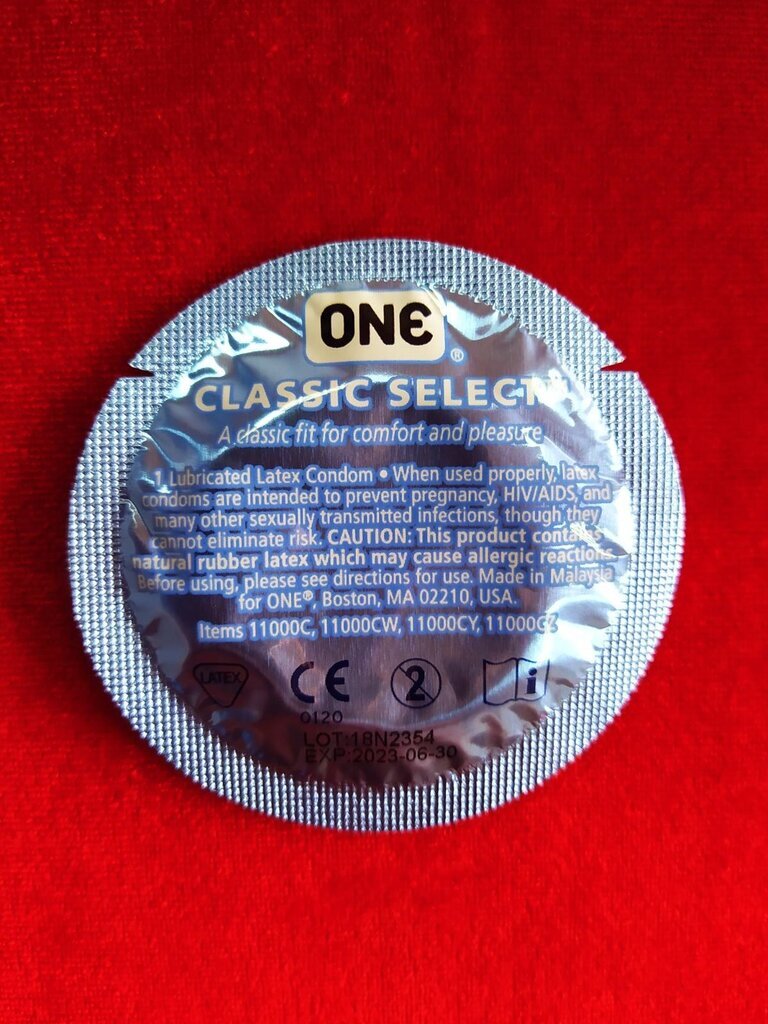 ONE
®
CLASSIC SELECT
A classic fit for comfort and pleasure
1 Lubricated Latex Condom • When used properly, latex
condoms are intended to prevent pregnancy, HIV/AIDS, and
many other sexually transmitted infections, though they
cannot eliminate risk. CAUTION: This product contains
natural rubber latex which may cause allergic reactions.
Before using, please see directions for use. Made in Malaysia
for ONE®, Boston, MA 02210, USA.
Items 11000C, 11000CW, 11000CY, 11000CZ
LATEX CE 2 i
0120
LOT:18N2354
EXP:2023-06-30